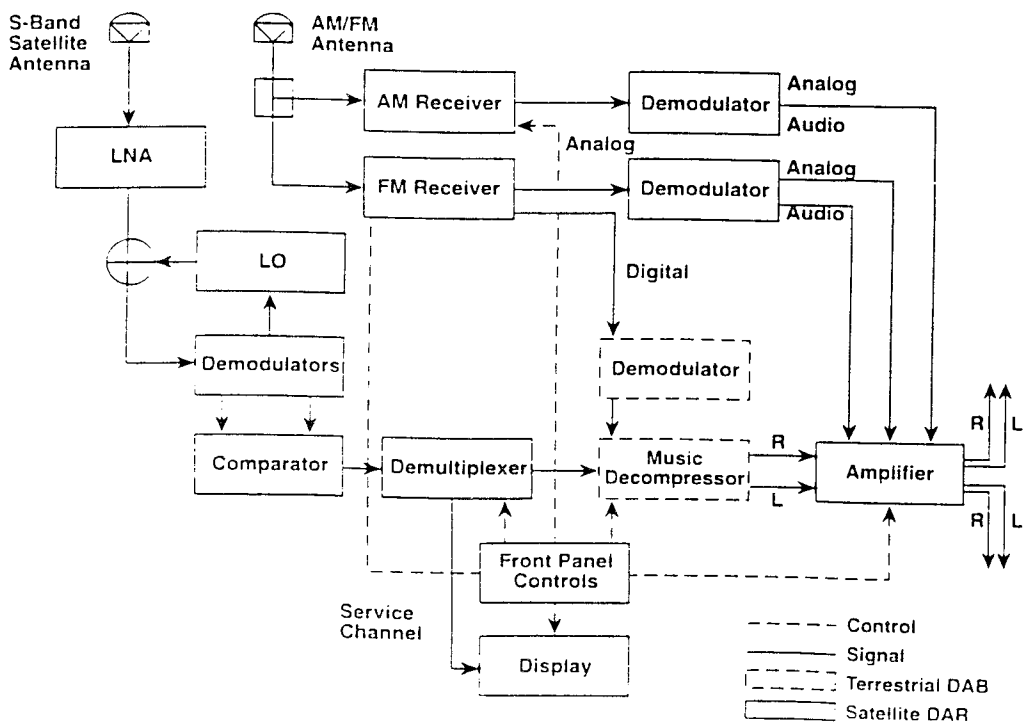 S-Band
Satellite
Antenna
AM/FM
Antenna
AM Receiver
Demodulator
Analog
Audio
Analog
LNA
FM Receiver
Demodulator
Analog
Audio
LO
Digital
Demodulators
Demodulator
R
L
Comparator
Demultiplexer
Music
Decompressor
R
L
Amplifier
R
L
Front Panel
Controls
Service
Channel
Display
Control
Signal
Terrestrial DAB
Satellite DAR